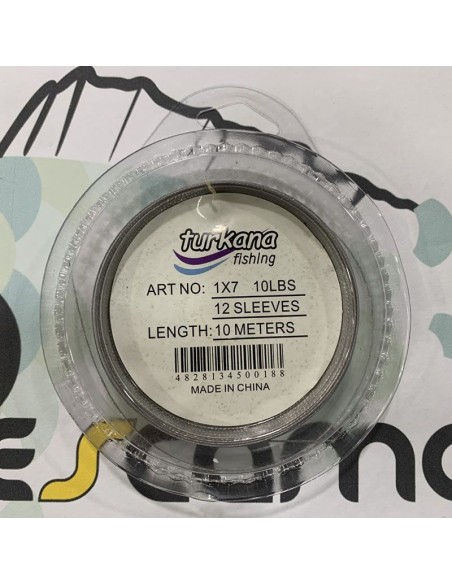 turkana
fishing
ART NO: 1X7 10LBS
12 SLEEVES
LENGTH: 10 METERS
4828134500188
MADE IN CHINA